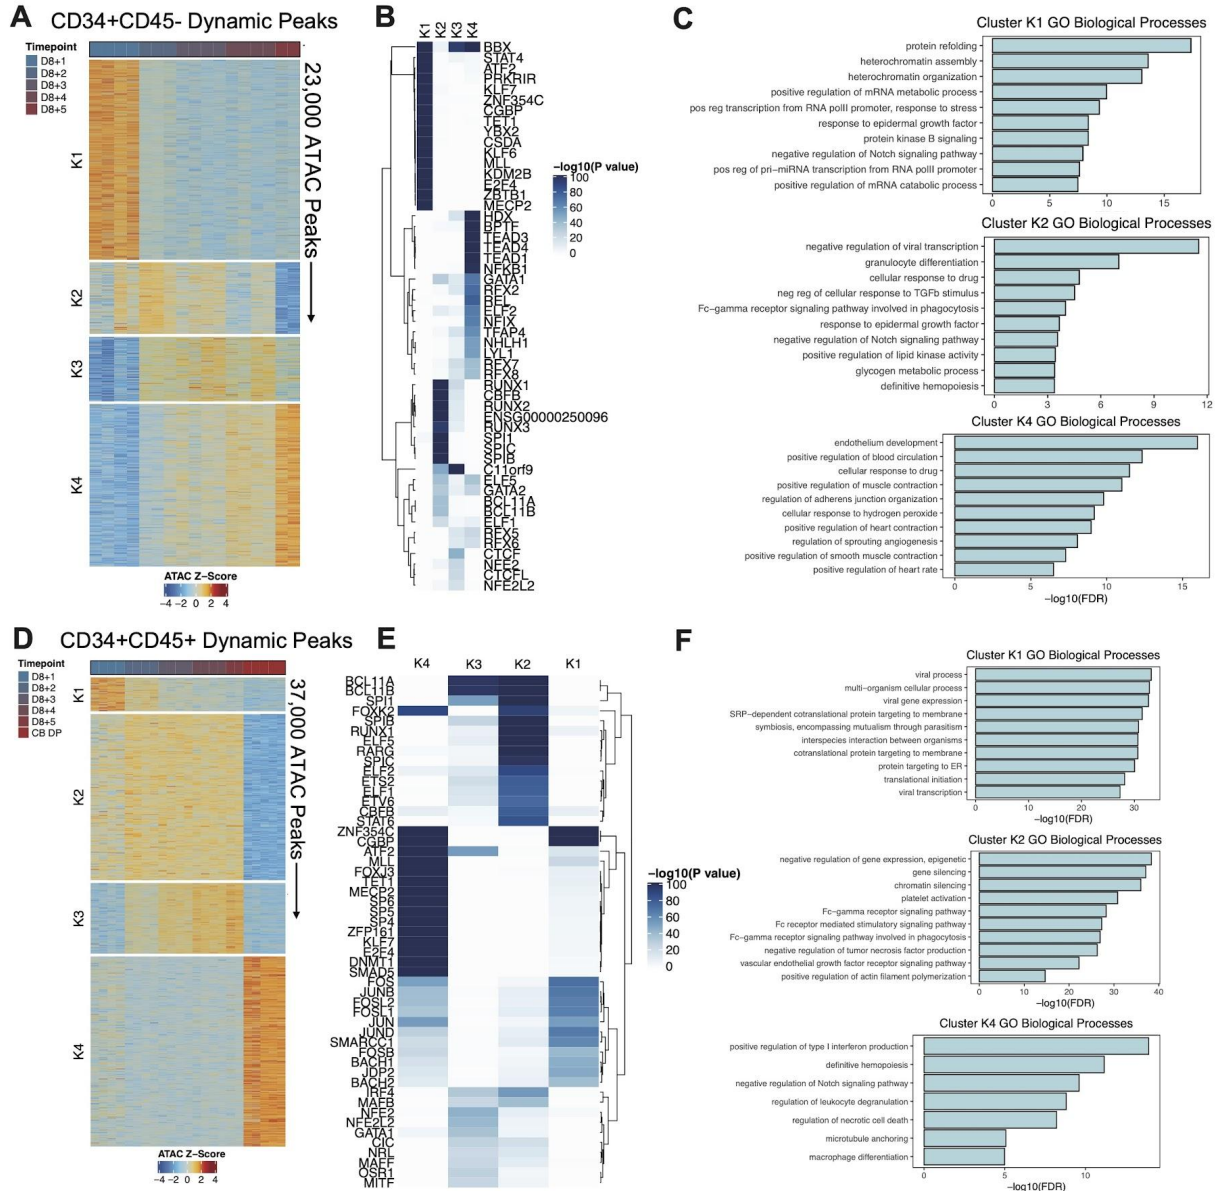 A CD34+CD45- Dynamic Peaks
Timepoint
D8+1
D8+2
D8+3
D8+4
D8+5
K1
K2
K3
K4
23,000 ATAC Peaks
ATAC Z−Score
−4 −2 0 2 4
B
K1 K2 K3 K4
BBX
STAT4
ATF2
PRKRIR
KLF7
ZNF354C
CGBP
TET1
YBX2
CSDA
KLF6
MLL
KDM2B
E2F4
ZBTB1
MECP2
HDX
BPTF
TEAD3
TEAD4
TEAD1
NFKB1
GATA1
RFX2
REL
ELF2
NFIX
TFAP4
NHLH1
LYL1
RFX7
RFX8
RUNX1
CBFB
RUNX2
ENSG00000250096
RUNX3
SPI1
SPIC
SPIB
C11orf9
ELF5
GATA2
BCL11A
BCL11B
ELF1
RFX5
RFX6
CTCF
NFE2
CTCFL
NFE2L2
−log10(P value)
100
80
60
40
20
0
C
Cluster K1 GO Biological Processes
protein refolding
heterochromatin assembly
heterochromatin organization
positive regulation of mRNA metabolic process
pos reg transcription from RNA polII promoter, response to stress
response to epidermal growth factor
protein kinase B signaling
negative regulation of Notch signaling pathway
pos reg of pri−miRNA transcription from RNA polII promoter
positive regulation of mRNA catabolic process
0 5 10 15
Cluster K2 GO Biological Processes
negative regulation of viral transcription
granulocyte differentiation
cellular response to drug
neg reg of cellular response to TGFb stimulus
Fc−gamma receptor signaling pathway involved in phagocytosis
response to epidermal growth factor
negative regulation of Notch signaling pathway
positive regulation of lipid kinase activity
glycogen metabolic process
definitive hemopoiesis
0 3 6 9 12
Cluster K4 GO Biological Processes
endothelium development
positive regulation of blood circulation
cellular response to drug
positive regulation of muscle contraction
regulation of adherens junction organization
cellular response to hydrogen peroxide
positive regulation of heart contraction
regulation of sprouting angiogenesis
positive regulation of smooth muscle contraction
positive regulation of heart rate
0 5 10 15
−log10(FDR)
D CD34+CD45+ Dynamic Peaks
Timepoint
D8+1
D8+2
D8+3
D8+4
D8+5
CB DP
K1
K2
K3
K4
37,000 ATAC Peaks
ATAC Z−Score
−4 −2 0 2 4
E
K4 K3 K2 K1
BCL11A
BCL11B
SPI1
FOXK2
SPIB
RUNX1
ELF5
RARG
SPIC
ELF2
ETS2
ELF1
ETV6
CBFB
STAT6
ZNF354C
CGBP
ATF2
MLL
FOXJ3
TET1
MECP2
SP6
SP5
SP4
ZFP161
KLF7
E2F4
DNMT1
SMAD5
FOS
JUNB
FOSL2
FOSL1
JUN
JUND
SMARCC1
FOSB
BACH1
JDP2
BACH2
IRF4
MAFB
NFE2
NFE2L2
GATA1
CIC
NRL
MAFF
OSR1
MITF
−log10(P value)
100
80
60
40
20
0
F
Cluster K1 GO Biological Processes
viral process
multi−organism cellular process
viral gene expression
SRP−dependent cotranslational protein targeting to membrane
symbiosis, encompassing mutualism through parasitism
interspecies interaction between organisms
cotranslational protein targeting to membrane
protein targeting to ER
translational initiation
viral transcription
0 10 20 30
−log10(FDR)
Cluster K2 GO Biological Processes
negative regulation of gene expression, epigenetic
gene silencing
chromatin silencing
platelet activation
Fc−gamma receptor signaling pathway
Fc receptor mediated stimulatory signaling pathway
Fc−gamma receptor signaling pathway involved in phagocytosis
negative regulation of tumor necrosis factor production
vascular endothelial growth factor receptor signaling pathway
positive regulation of actin filament polymerization
0 10 20 30 40
−log10(FDR)
Cluster K4 GO Biological Processes
positive regulation of type I interferon production
definitive hemopoiesis
negative regulation of Notch signaling pathway
regulation of leukocyte degranulation
regulation of necrotic cell death
microtubule anchoring
macrophage differentiation
0 5 10
−log10(FDR)